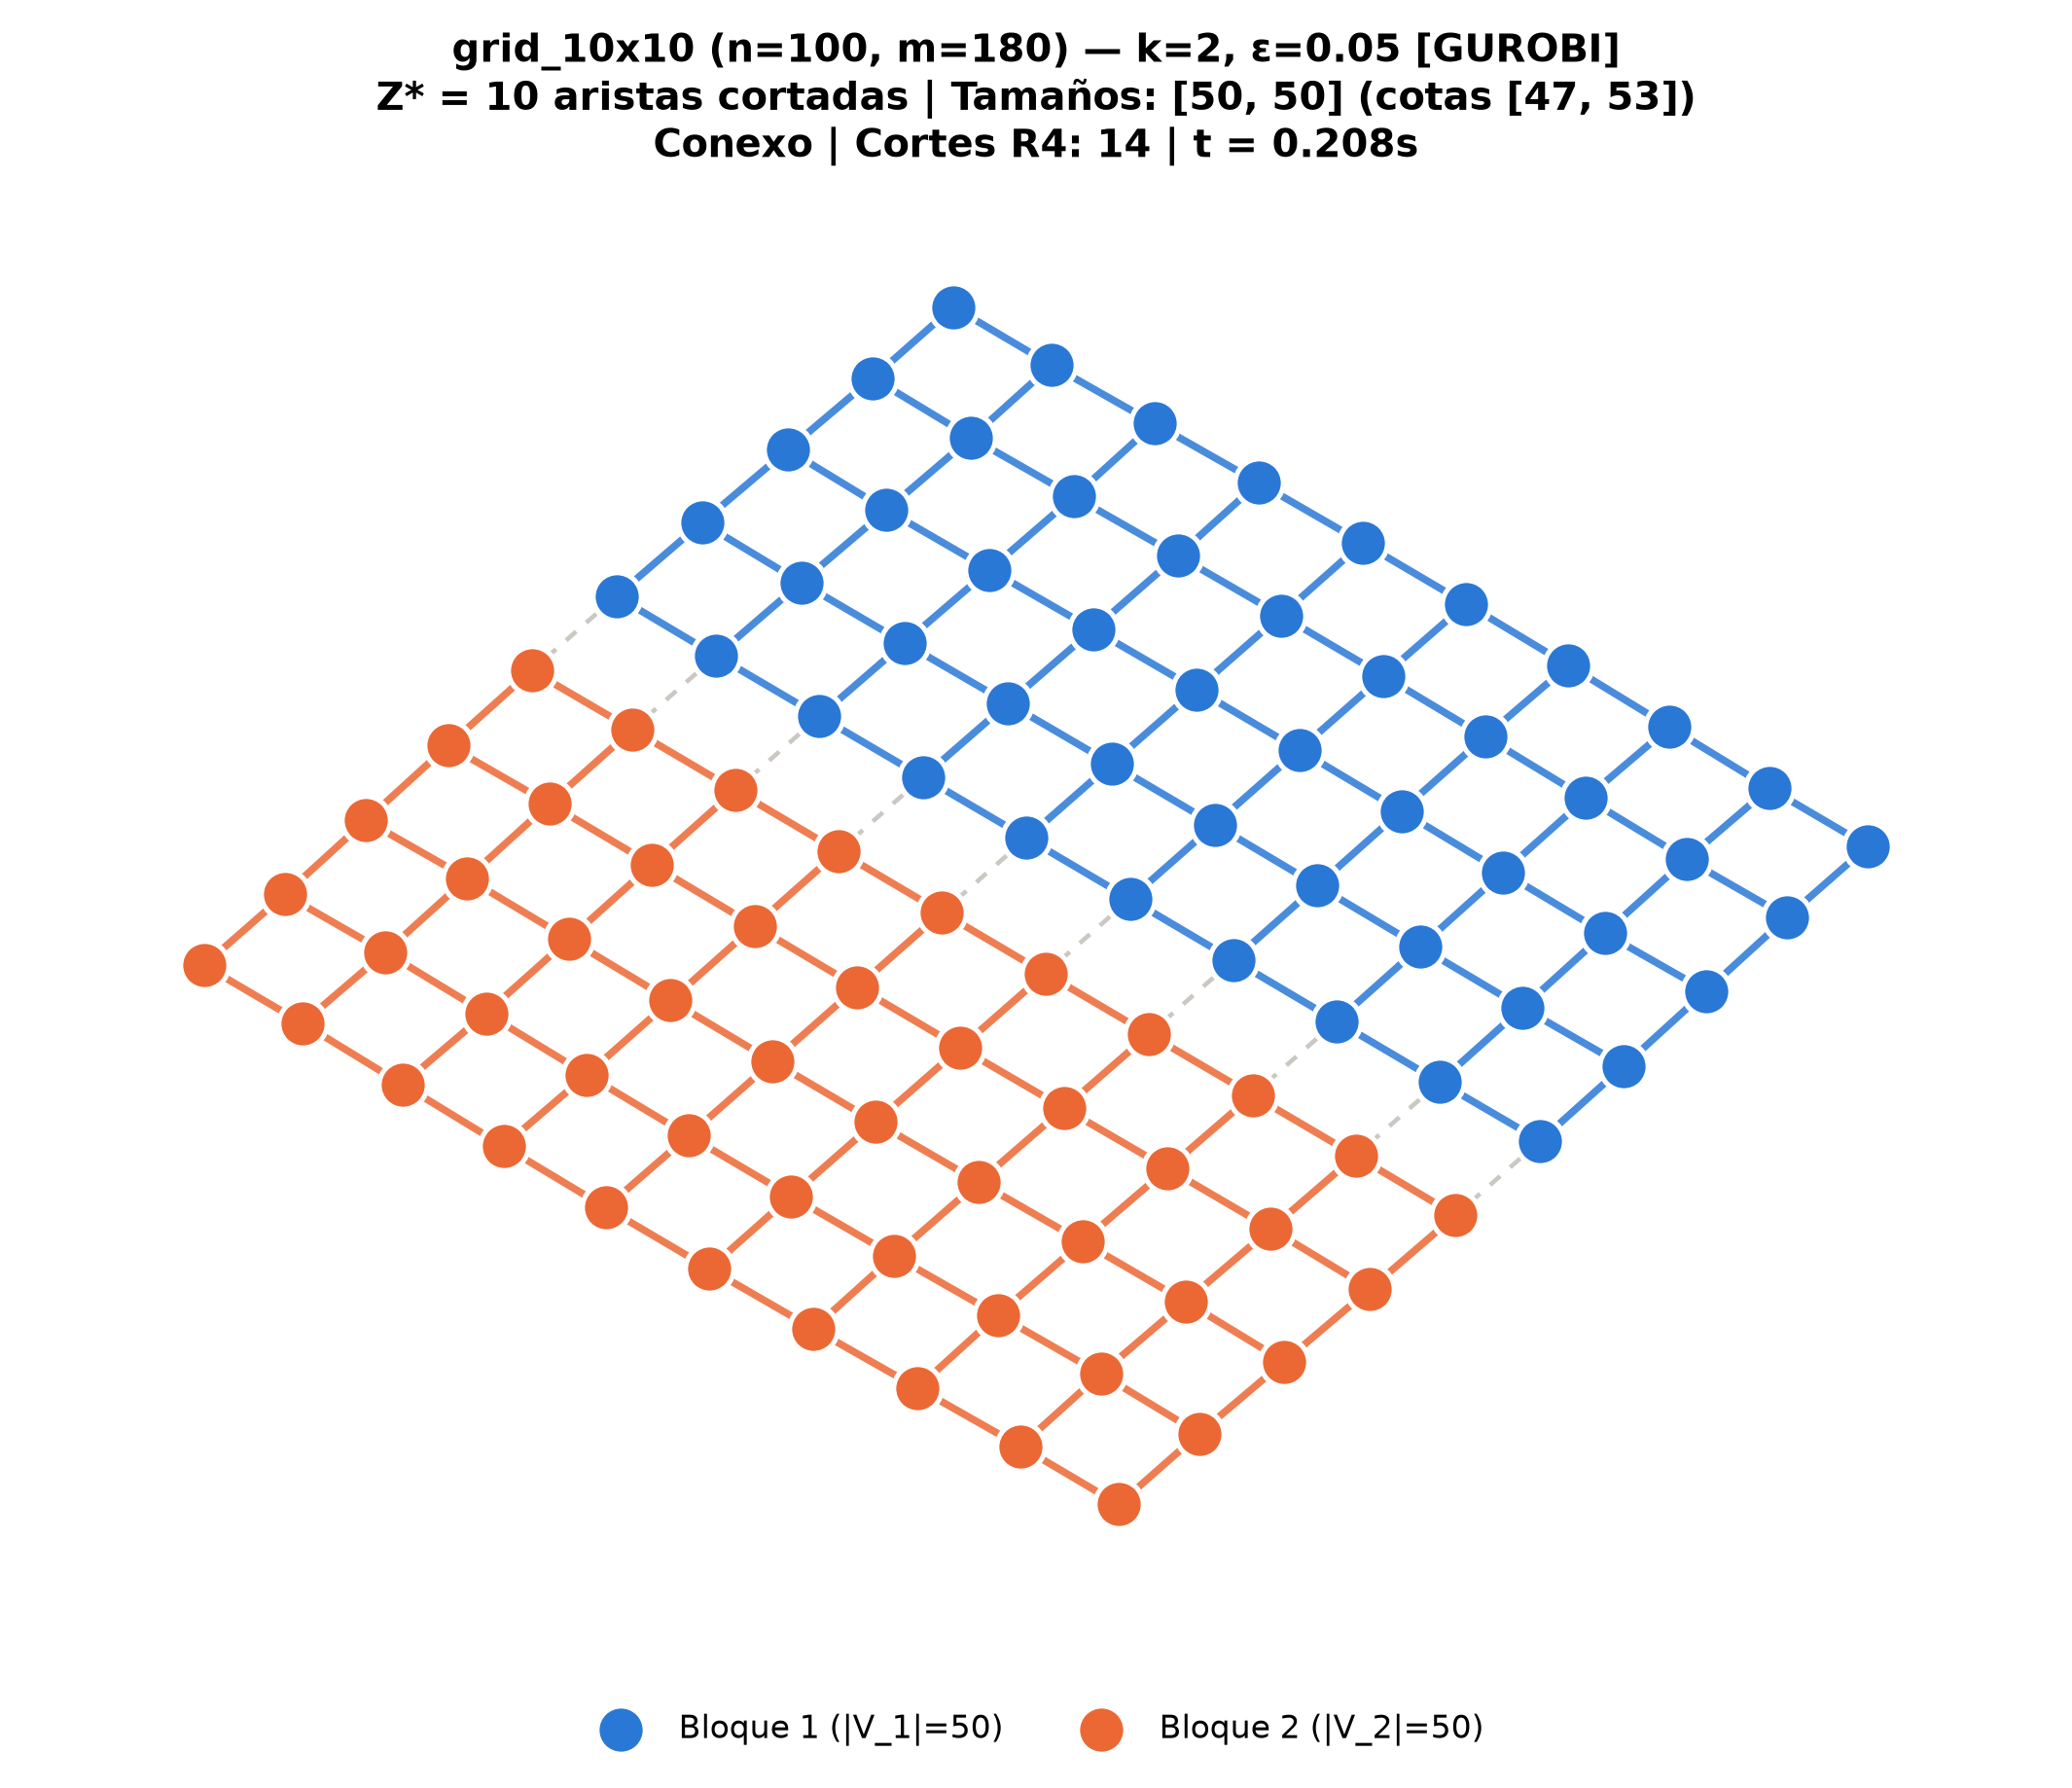 grid_10x10 (n=100, m=180) — k=2, ε=0.05 [GUROBI]
Z* = 10 aristas cortadas | Tamaños: [50, 50] (cotas [47, 53])
Conexo | Cortes R4: 14 | t = 0.208s
Bloque 1 (|V_1|=50)
Bloque 2 (|V_2|=50)